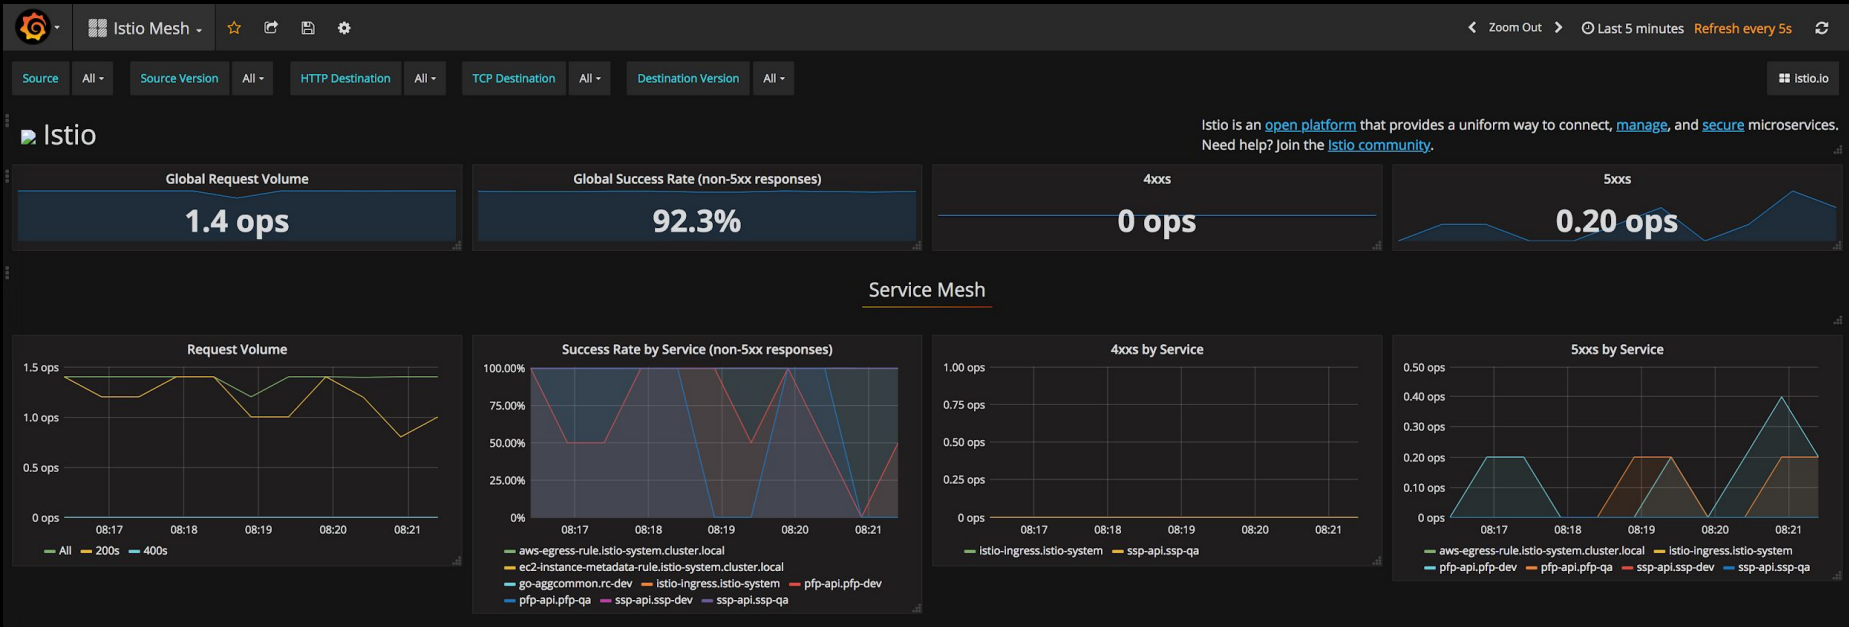 Istio Mesh
Zoom Out
Last 5 minutes Refresh every 5s
Source All Source Version All HTTP Destination All TCP Destination All Destination Version All
istio.io
Istio
Istio is an open platform that provides a uniform way to connect, manage, and secure microservices.
Need help? Join the Istio community.
Global Request Volume
1.4 ops
Global Success Rate (non-5xx responses)
92.3%
4xxs
0 ops
5xxs
0.20 ops
Service Mesh
Request Volume
1.5 ops
1.0 ops
0.5 ops
0 ops
08:17 08:18 08:19 08:20 08:21
All 200s 400s
Success Rate by Service (non-5xx responses)
100.00%
75.00%
50.00%
25.00%
0%
08:17 08:18 08:19 08:20 08:21
aws-egress-rule.istio-system.cluster.local
ec2-instance-metadata-rule.istio-system.cluster.local
go-aggcommon.rc-dev istio-ingress.istio-system pfp-api.pfp-dev
pfp-api.pfp-qa ssp-api.ssp-dev ssp-api.ssp-qa
4xxs by Service
1.00 ops
0.75 ops
0.50 ops
0.25 ops
0 ops
08:17 08:18 08:19 08:20 08:21
istio-ingress.istio-system ssp-api.ssp-qa
5xxs by Service
0.50 ops
0.40 ops
0.30 ops
0.20 ops
0.10 ops
0 ops
08:17 08:18 08:19 08:20 08:21
aws-egress-rule.istio-system.cluster.local istio-ingress.istio-system
pfp-api.pfp-dev pfp-api.pfp-qa ssp-api.ssp-dev ssp-api.ssp-qa